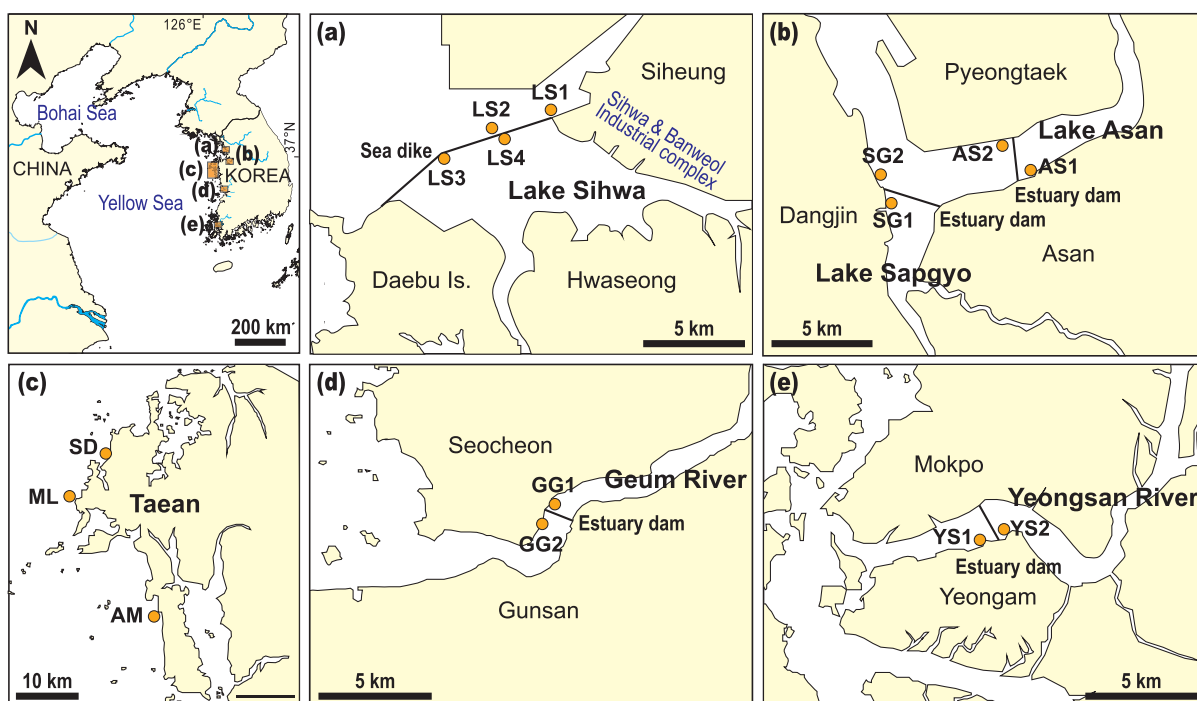 126°E
N
Bohai Sea
37°N
CHINA
(a)
(b)
(c)
KOREA
(d)
Yellow Sea
(e)
200 km
(a)
Siheung
LS1
LS2
Sihwa & Banweol
Industrial complex
LS4
Sea dike
LS3
Lake Sihwa
Daebu Is.
Hwaseong
5 km
(b)
Pyeongtaek
Lake Asan
AS2
SG2
AS1
Estuary dam
Dangjin
SG1
Estuary dam
Asan
Lake Sapgyo
5 km
(c)
SD
ML
Taean
AM
10 km
(d)
Seocheon
Geum River
GG1
Estuary dam
GG2
Gunsan
5 km
(e)
Mokpo
Yeongsan River
YS1
YS2
Estuary dam
Yeongam
5 km